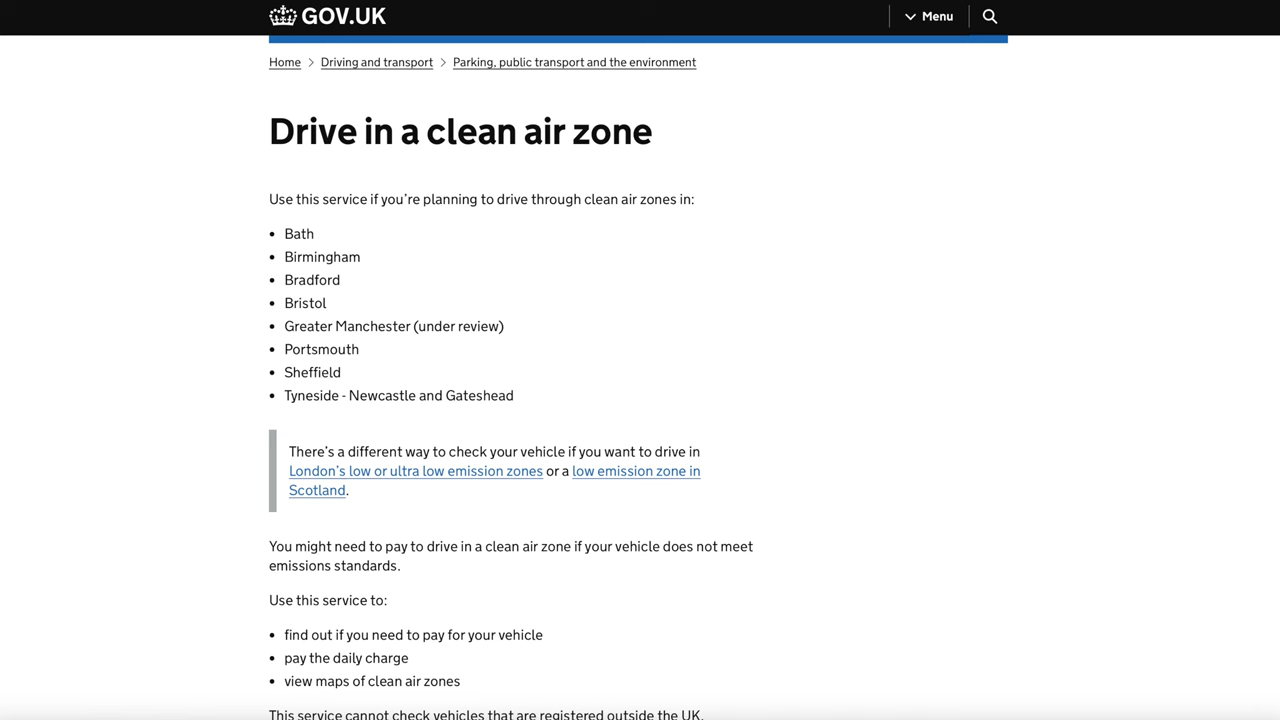 GOV.UK
Menu
Home > Driving and transport > Parking, public transport and the environment
Drive in a clean air zone
Use this service if you're planning to drive through clean air zones in:
• Bath
• Birmingham
• Bradford
• Bristol
• Greater Manchester (under review)
• Portsmouth
• Sheffield
• Tyneside - Newcastle and Gateshead
There's a different way to check your vehicle if you want to drive in
London's low or ultra low emission zones or a low emission zone in
Scotland.
You might need to pay to drive in a clean air zone if your vehicle does not meet
emissions standards.
Use this service to:
• find out if you need to pay for your vehicle
• pay the daily charge
• view maps of clean air zones
This service cannot check vehicles that are registered outside the UK.